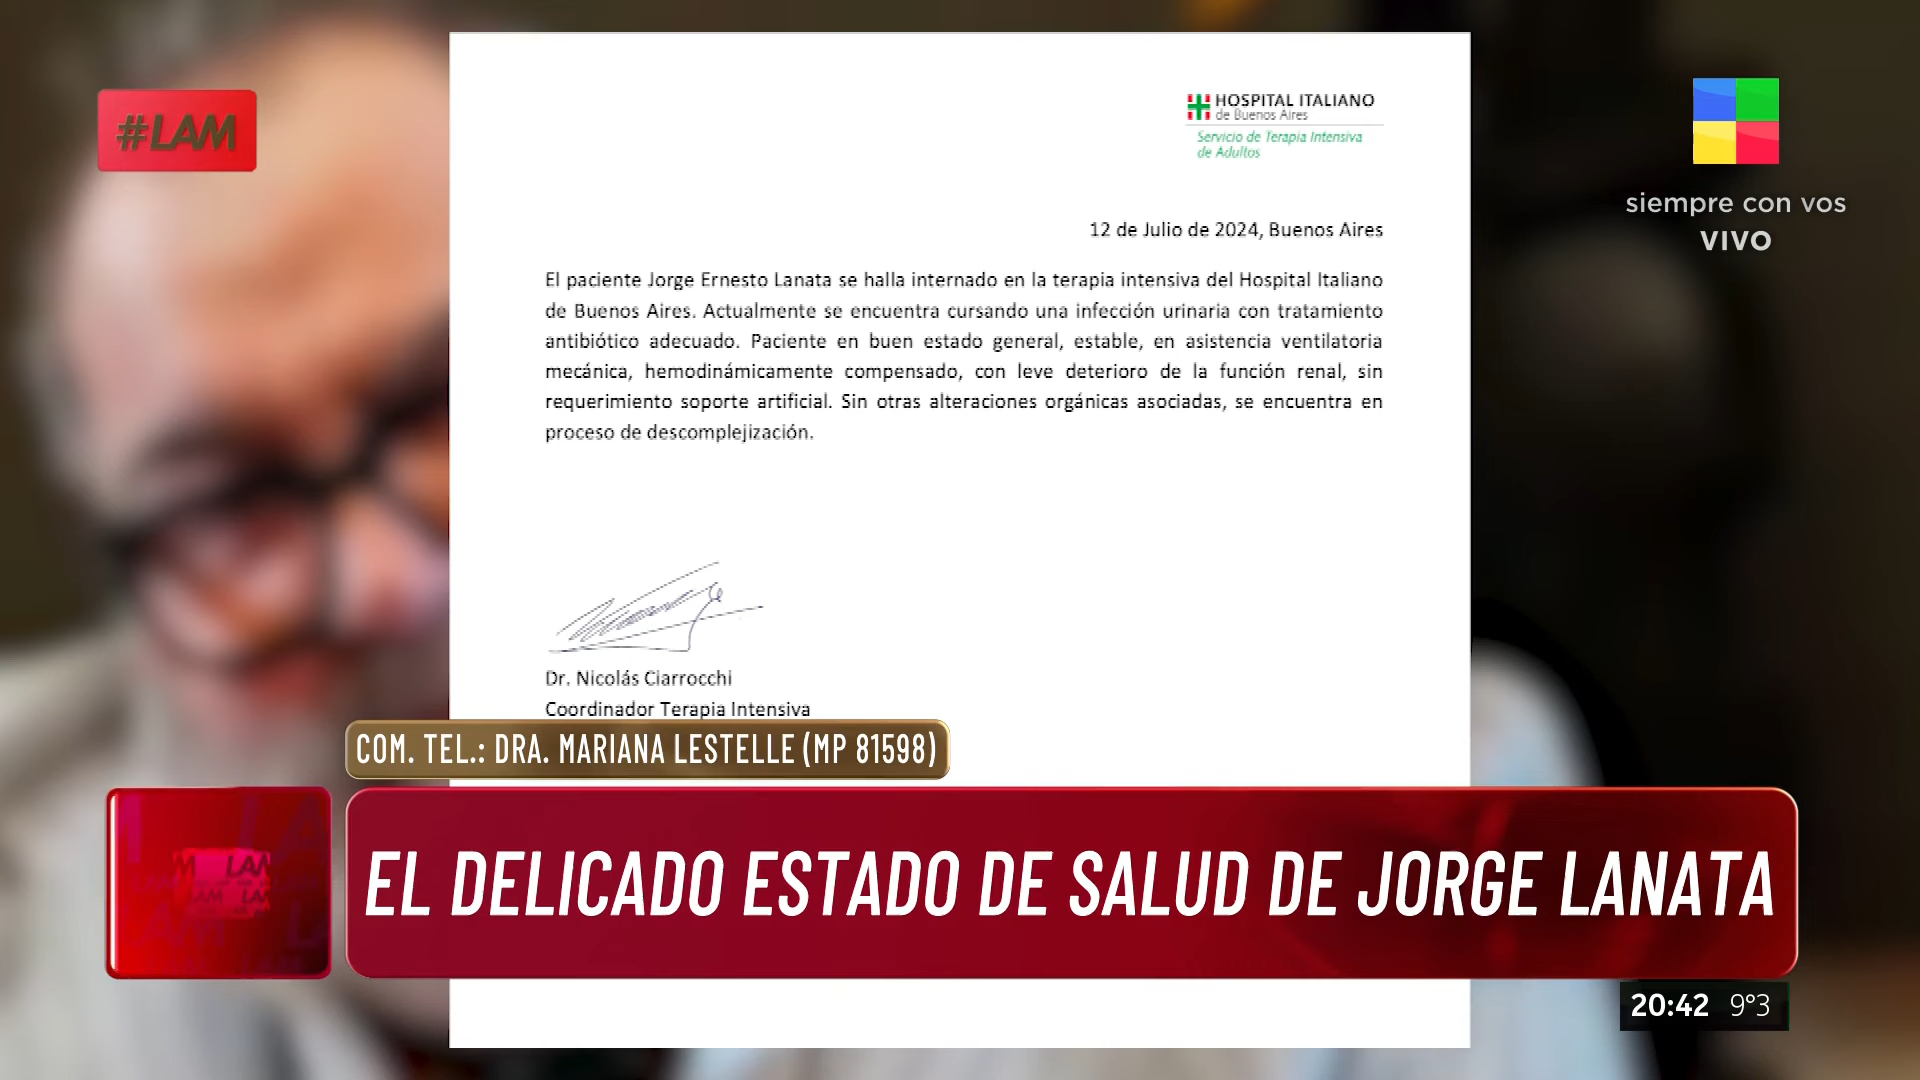 #LAM
HOSPITAL ITALIANO
de Buenos Aires
Servicio de Terapia Intensiva
de Adultos
siempre con vos
VIVO
12 de Julio de 2024, Buenos Aires
El paciente Jorge Ernesto Lanata se halla internado en la terapia intensiva del Hospital Italiano
de Buenos Aires. Actualmente se encuentra cursando una infección urinaria con tratamiento
antibiótico adecuado. Paciente en buen estado general, estable, en asistencia ventilatoria
mecánica, hemodinámicamente compensado, con leve deterioro de la función renal, sin
requerimiento soporte artificial. Sin otras alteraciones orgánicas asociadas, se encuentra en
proceso de descomplejización.
Dr. Nicolás Ciarrocchi
Coordinador Terapia Intensiva
COM. TEL.: DRA. MARIANA LESTELLE (MP 81598)
LAM
EL DELICADO ESTADO DE SALUD DE JORGE LANATA
20:42 9°3